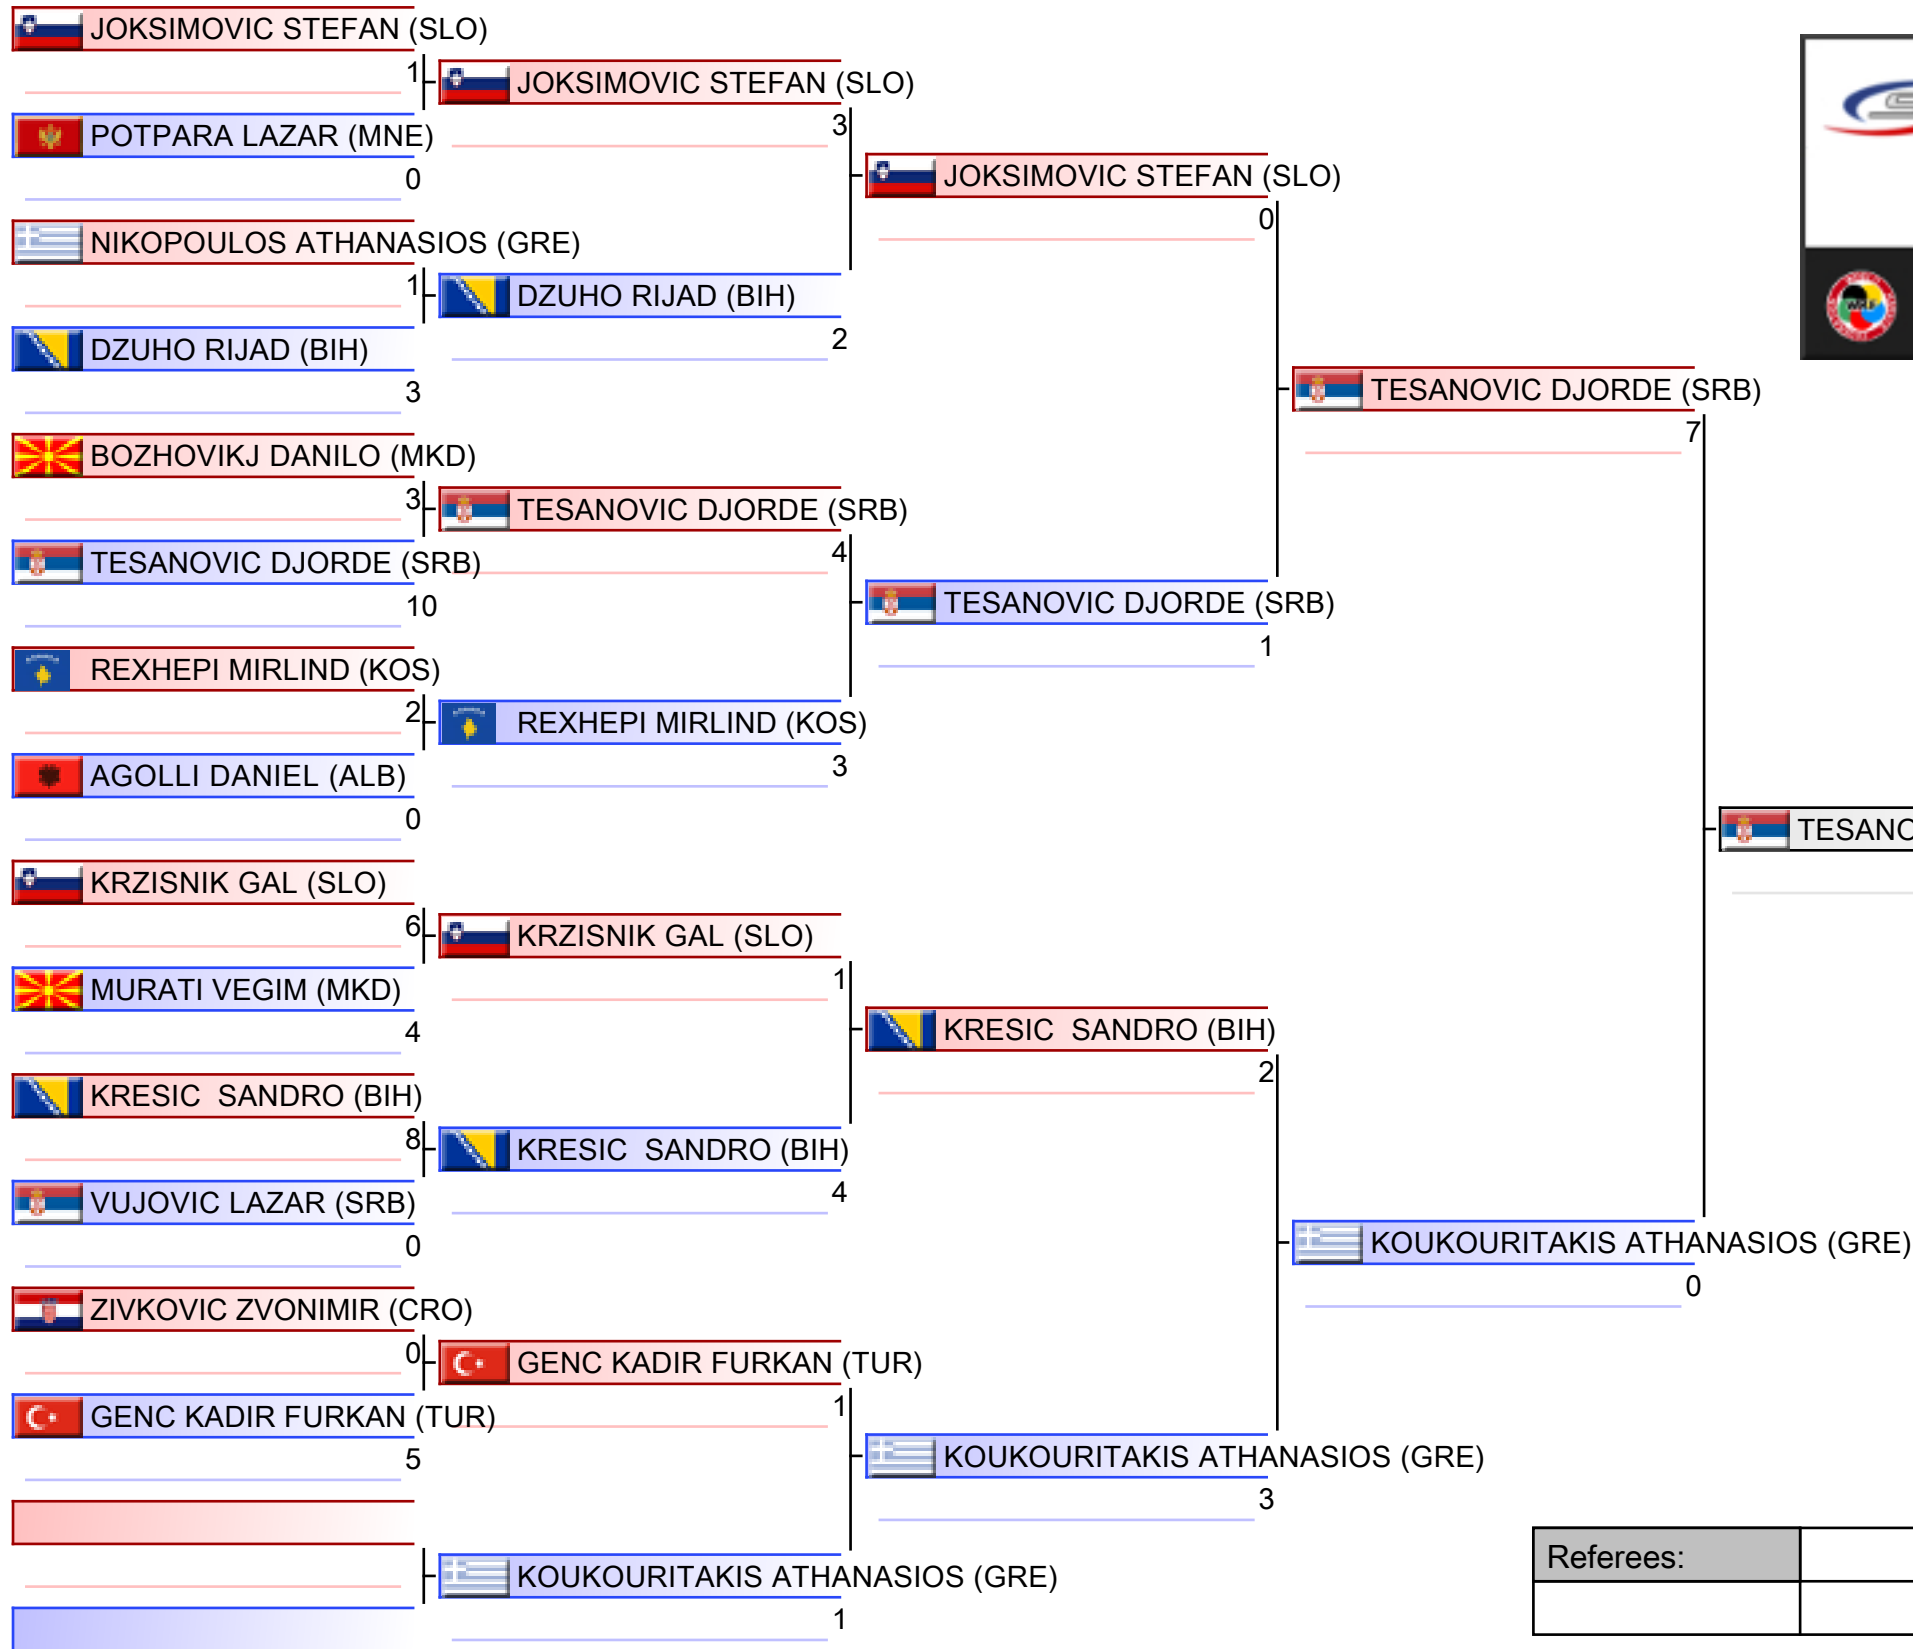 JOKSIMOVIC STEFAN (SLO)
1
POTPARA LAZAR (MNE)
0
NIKOPOULOS ATHANASIOS (GRE)
1
DZUHO RIJAD (BIH)
3
BOZHOVIKJ DANILO (MKD)
3
TESANOVIC DJORDE (SRB)
10
REXHEPI MIRLIND (KOS)
2
AGOLLI DANIEL (ALB)
0
KRZISNIK GAL (SLO)
6
MURATI VEGIM (MKD)
4
KRESIC  SANDRO (BIH)
8
VUJOVIC LAZAR (SRB)
0
ZIVKOVIC ZVONIMIR (CRO)
0
GENC KADIR FURKAN (TUR)
5
JOKSIMOVIC STEFAN (SLO)
3
DZUHO RIJAD (BIH)
2
TESANOVIC DJORDE (SRB)
4
REXHEPI MIRLIND (KOS)
3
KRZISNIK GAL (SLO)
1
KRESIC  SANDRO (BIH)
4
GENC KADIR FURKAN (TUR)
1
KOUKOURITAKIS ATHANASIOS (GRE)
1
JOKSIMOVIC STEFAN (SLO)
0
TESANOVIC DJORDE (SRB)
1
KRESIC  SANDRO (BIH)
2
KOUKOURITAKIS ATHANASIOS (GRE)
3
TESANOVIC DJORDE (SRB)
7
KOUKOURITAKIS ATHANASIOS (GRE)
0
TESANO
WKF
Referees: